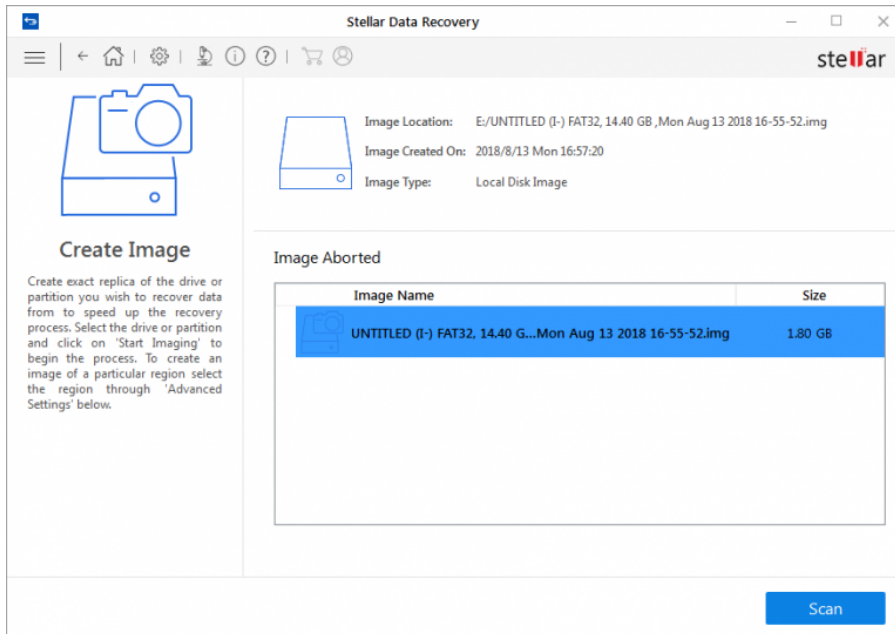 Stellar Data Recovery
stellar
Create Image
Create exact replica of the drive or
partition you wish to recover data
from to speed up the recovery
process. Select the drive or partition
and click on 'Start Imaging' to
begin the process. To create an
image of a particular region select
the region through 'Advanced
Settings' below.
Image Location: E:/UNTITLED (I-) FAT32, 14.40 GB ,Mon Aug 13 2018 16-55-52.img
Image Created On: 2018/8/13 Mon 16:57:20
Image Type: Local Disk Image
Image Aborted
Image Name Size
UNTITLED (I-) FAT32, 14.40 G...Mon Aug 13 2018 16-55-52.img 1.80 GB
Scan